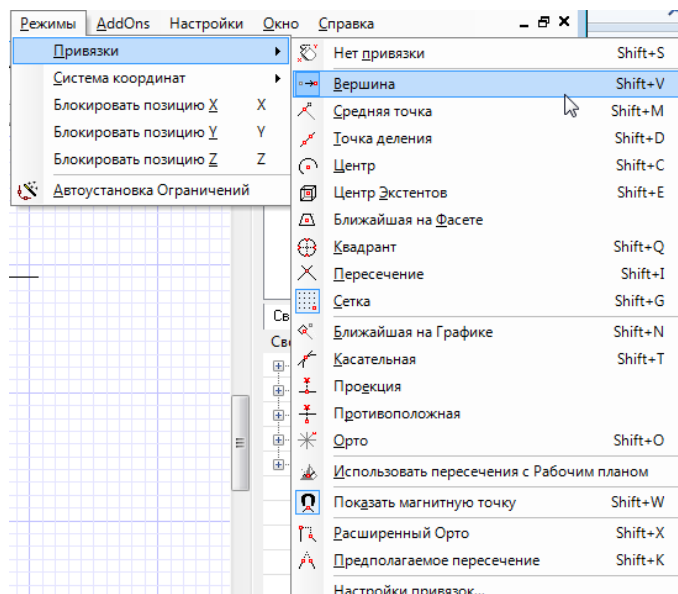 Режимы AddOns Настройки Окно Справка
Привязки
Система координат
Блокировать позицию X X
Блокировать позицию Y Y
Блокировать позицию Z Z
Автоустановка Ограничений
Нет привязки Shift+S
Вершина Shift+V
Средняя точка Shift+M
Точка деления Shift+D
Центр Shift+C
Центр Экстентов Shift+E
Ближайшая на Фасете
Квадрант Shift+Q
Пересечение Shift+I
Сетка Shift+G
Ближайшая на Графике Shift+N
Касательная Shift+T
Проекция
Противоположная
Орто Shift+O
Использовать пересечения с Рабочим планом
Показать магнитную точку Shift+W
Расширенный Орто Shift+X
Предполагаемое пересечение Shift+K
Настройки привязок...